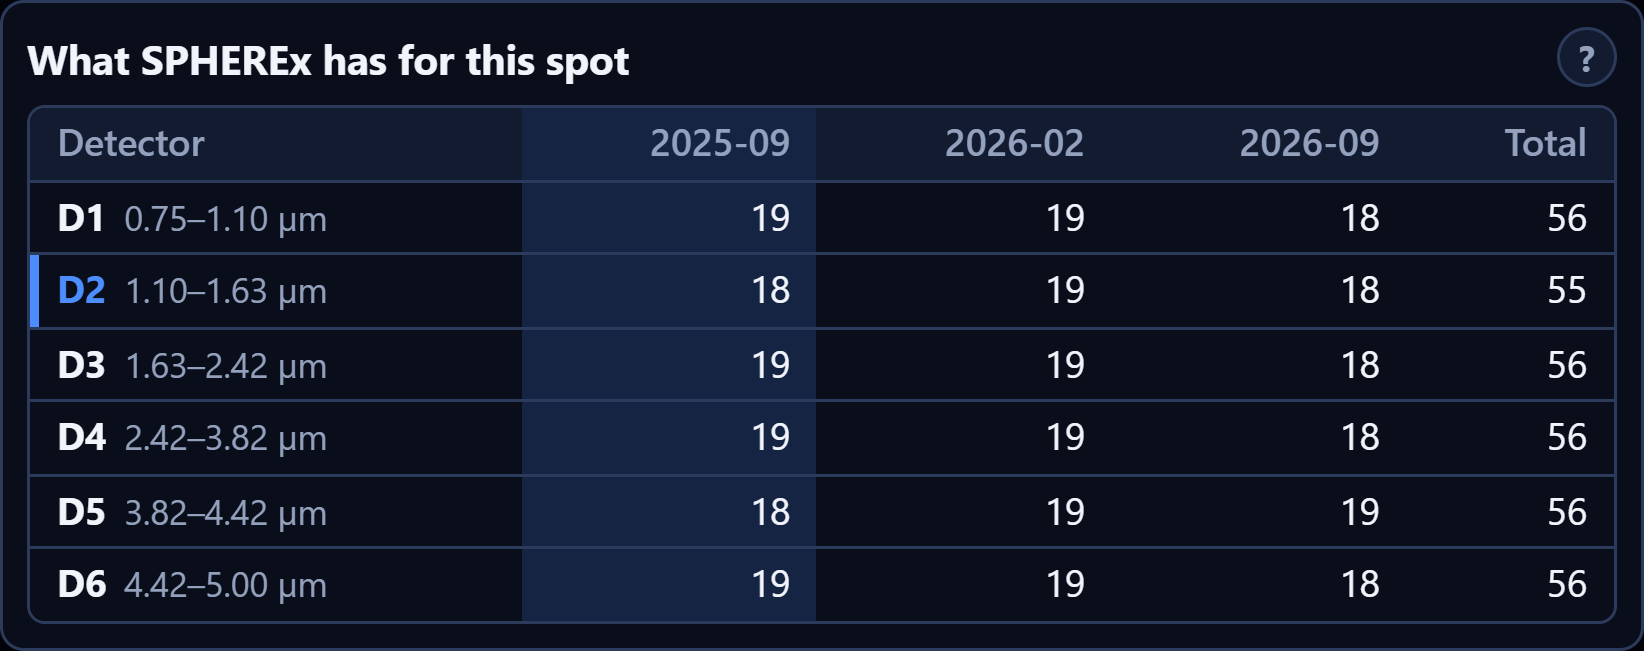 What SPHEREx has for this spot ?
Detector 2025-09 2026-02 2026-09 Total
D1 0.75–1.10 µm 19 19 18 56
D2 1.10–1.63 µm 18 19 18 55
D3 1.63–2.42 µm 19 19 18 56
D4 2.42–3.82 µm 19 19 18 56
D5 3.82–4.42 µm 18 19 19 56
D6 4.42–5.00 µm 19 19 18 56